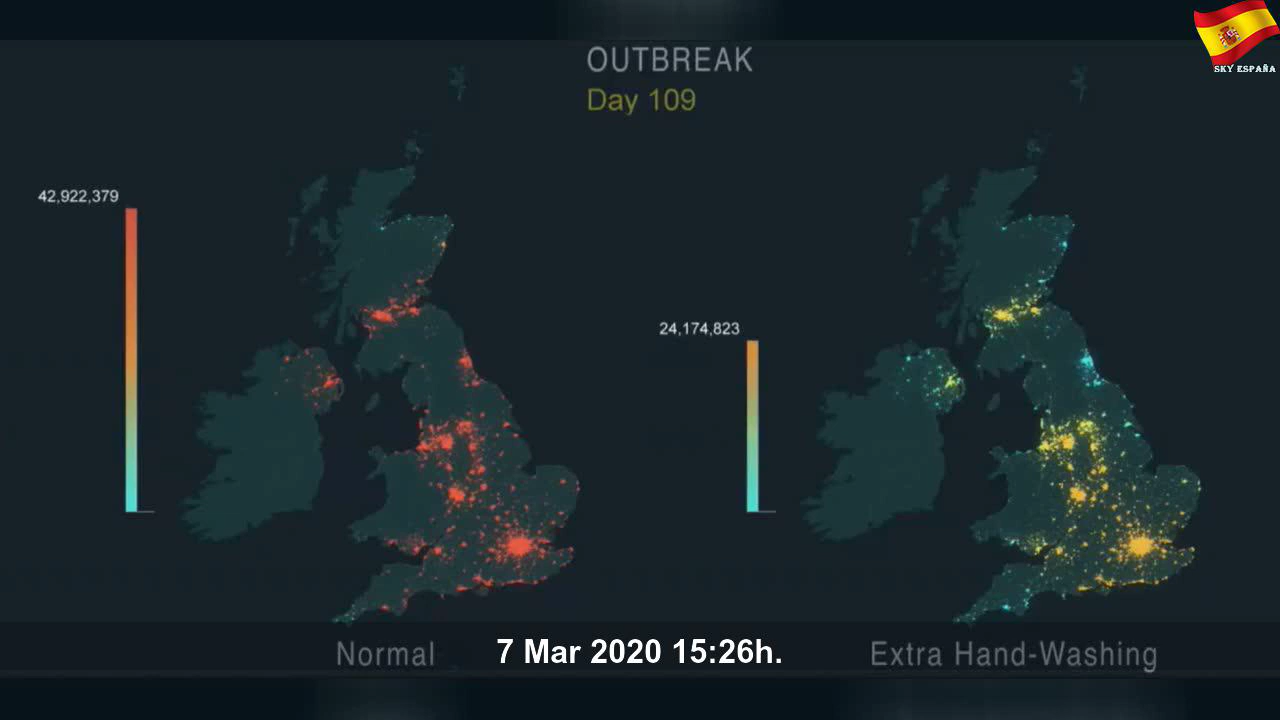 OUTBREAK
Day 109
SKY ESPAÑA
42,922,379
24,174,823
Normal
7 Mar 2020 15:26h.
Extra Hand-Washing